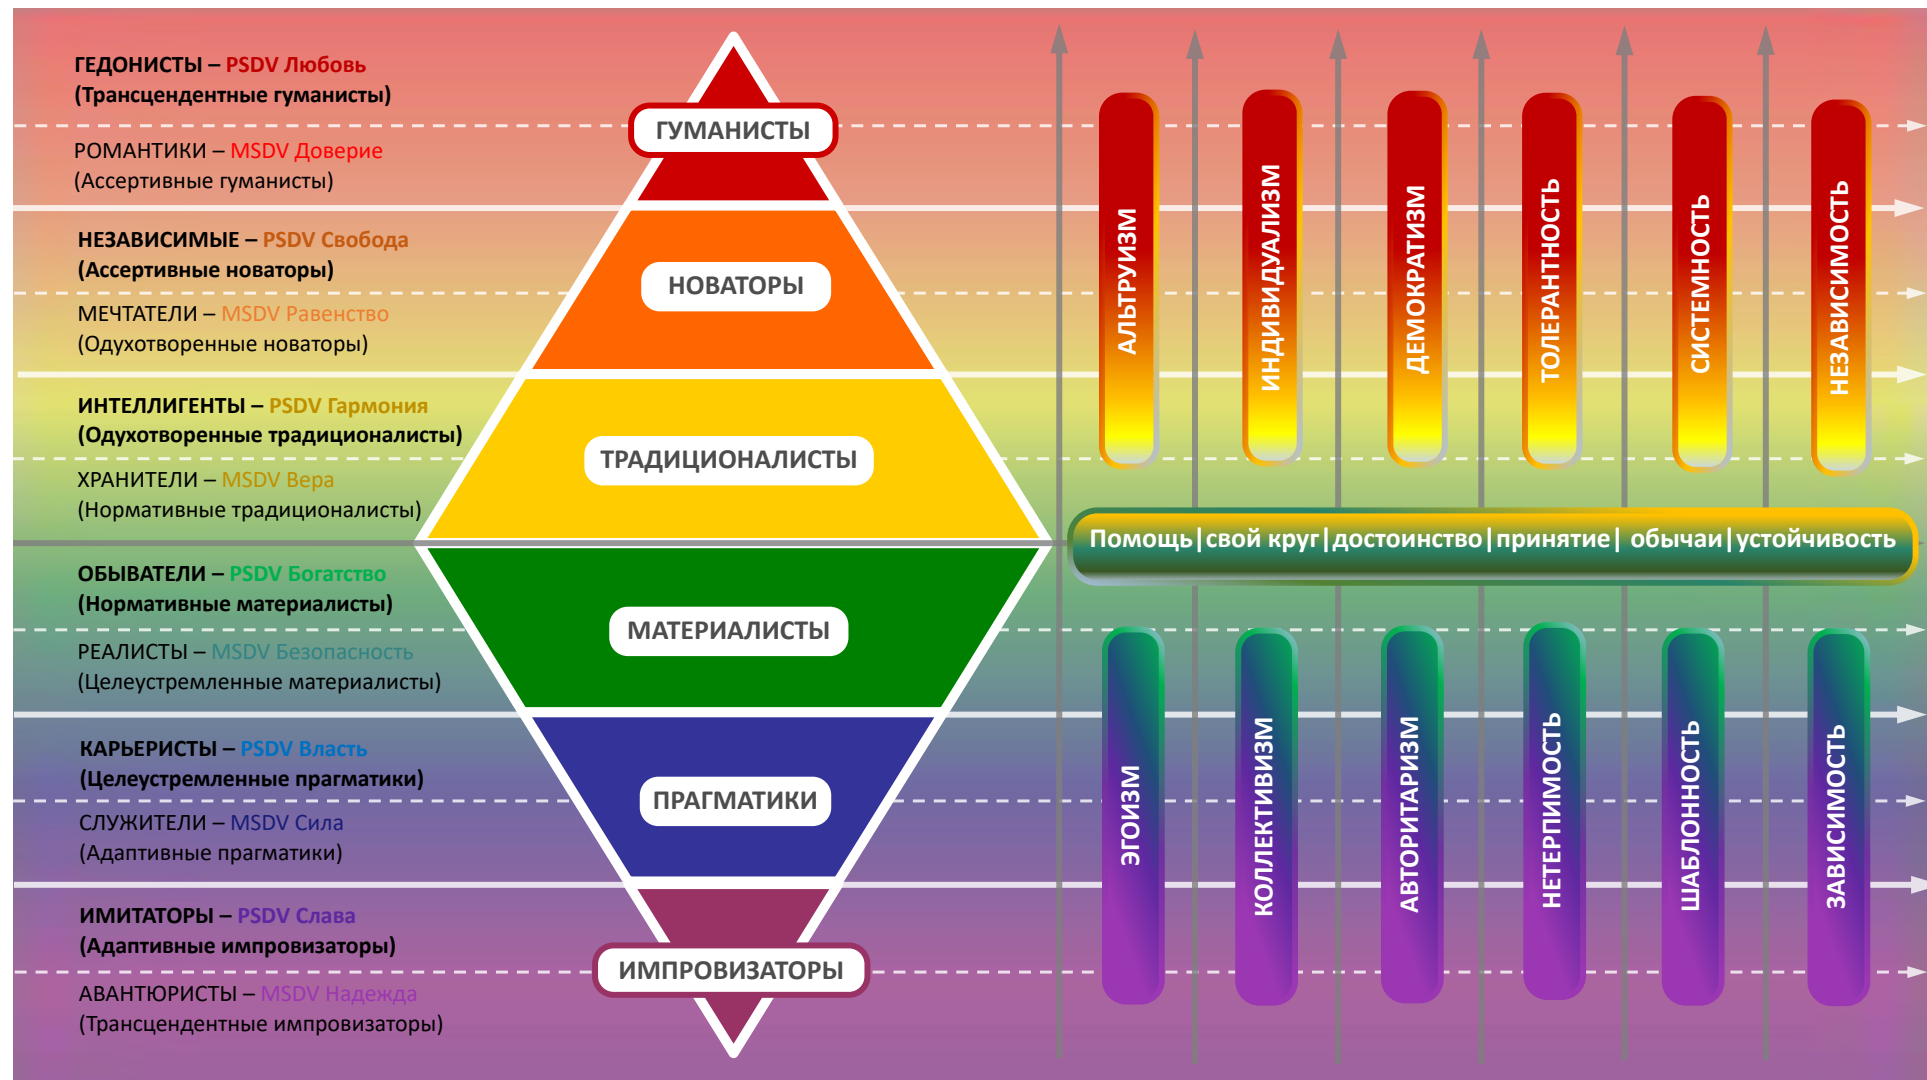 ГЕДОНИСТЫ – PSDV Любовь
(Трансцендентные гуманисты)
РОМАНТИКИ – MSDV Доверие
(Ассертивные гуманисты)
НЕЗАВИСИМЫЕ – PSDV Свобода
(Ассертивные новаторы)
МЕЧТАТЕЛИ – MSDV Равенство
(Одухотворенные новаторы)
ИНТЕЛЛИГЕНТЫ – PSDV Гармония
(Одухотворенные традиционалисты)
ХРАНИТЕЛИ – MSDV Вера
(Нормативные традиционалисты)
ОБЫВАТЕЛИ – PSDV Богатство
(Нормативные материалисты)
РЕАЛИСТЫ – MSDV Безопасность
(Целеустремленные материалисты)
КАРЬЕРИСТЫ – PSDV Власть
(Целеустремленные прагматики)
СЛУЖИТЕЛИ – MSDV Сила
(Адаптивные прагматики)
ИМИТАТОРЫ – PSDV Слава
(Адаптивные импровизаторы)
АВАНТЮРИСТЫ – MSDV Надежда
(Трансцендентные импровизаторы)
ГУМАНИСТЫ
НОВАТОРЫ
ТРАДИЦИОНАЛИСТЫ
МАТЕРИАЛИСТЫ
ПРАГМАТИКИ
ИМПРОВИЗАТОРЫ
АЛЬТРУИЗМ
ИНДИВИДУАЛИЗМ
ДЕМОКРАТИЗМ
ТОЛЕРАНТНОСТЬ
СИСТЕМНОСТЬ
НЕЗАВИСИМОСТЬ
Помощь|свой круг|достоинство|принятие| обычаи|устойчивость
ЭГОИЗМ
КОЛЛЕКТИВИЗМ
АВТОРИТАРИЗМ
НЕТЕРПИМОСТЬ
ШАБЛОННОСТЬ
ЗАВИСИМОСТЬ